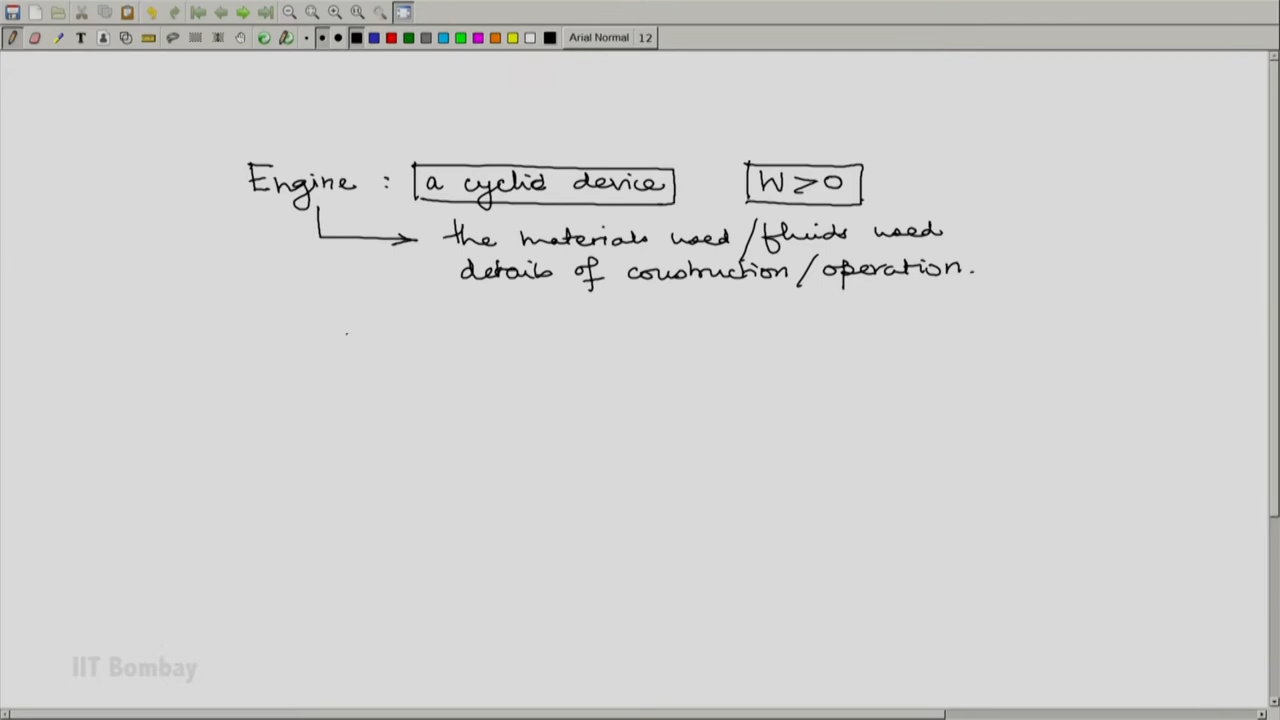 Arial Normal 12
Engine : a cyclic device W ≥ 0
the materials used / fluids used
details of construction / operation.
IIT Bombay